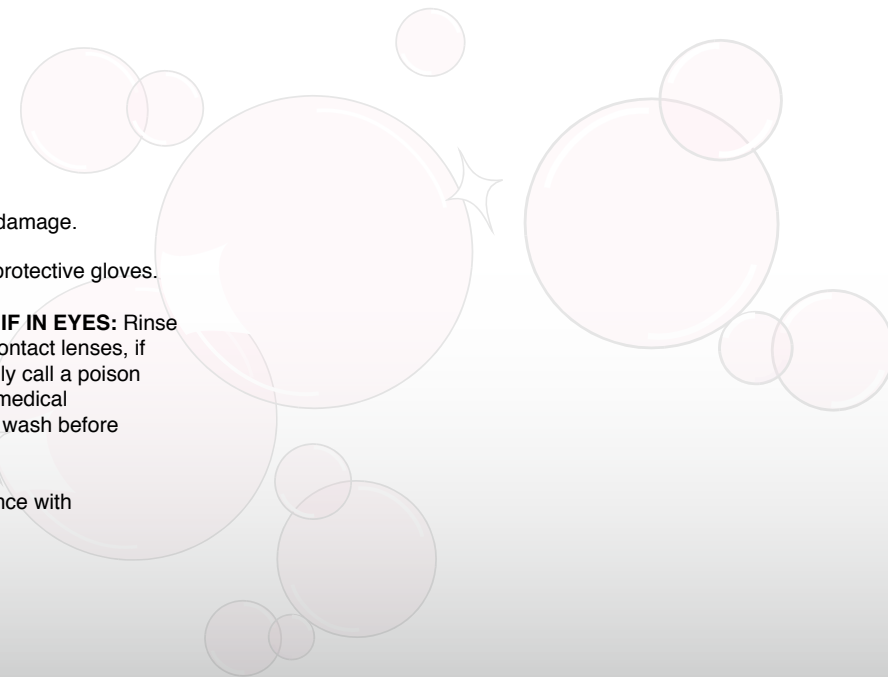 damage.
protective gloves.
IF IN EYES: Rinse
ontact lenses, if
ly call a poison
medical
wash before
nce with